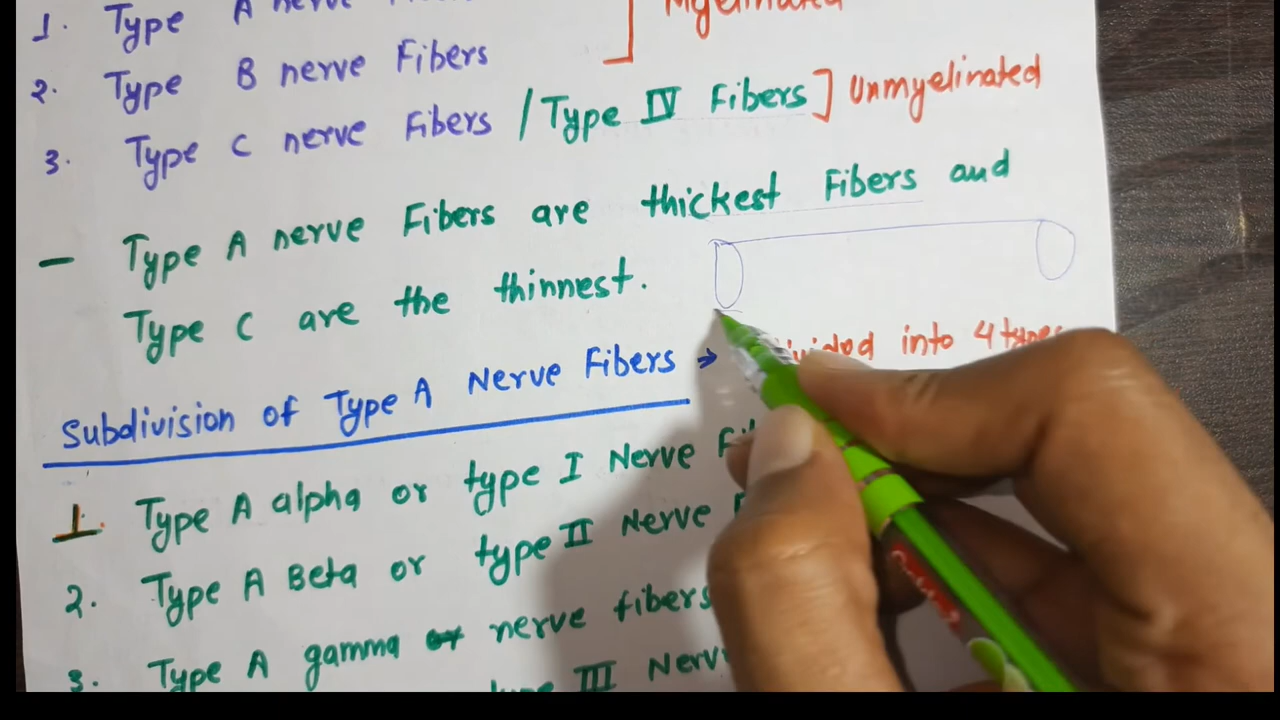 1. Type A nerve
Myelinated
2. Type B nerve Fibers
3. Type C nerve Fibers / Type IV Fibers ] Unmyelinated
— Type A nerve Fibers are thickest Fibers and
Type C are the thinnest.
Subdivision of Type A Nerve Fibers → into 4 types
1. Type A alpha or type I Nerve
2. Type A Beta or type II Nerve
3. Type A gamma nerve fibers
type III Nerv